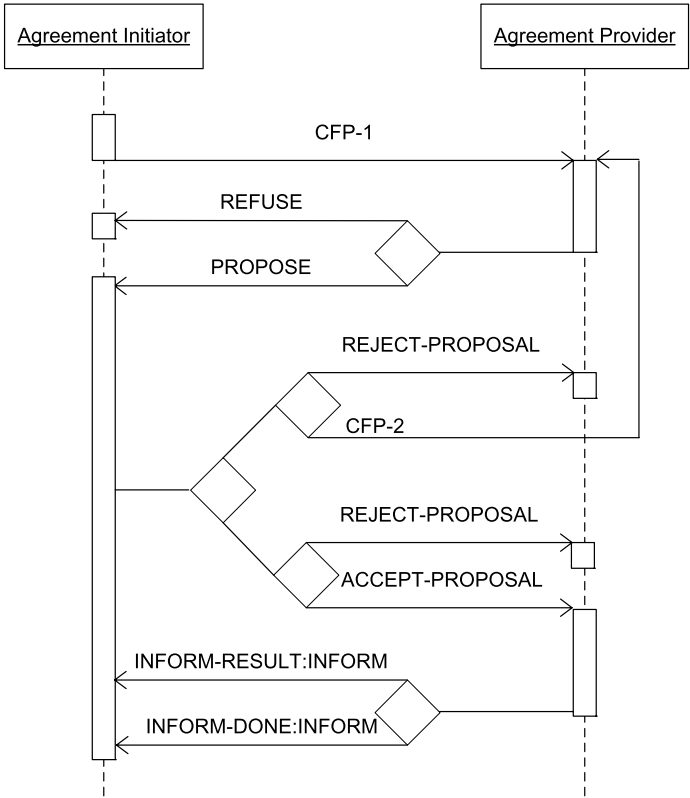 Agreement Initiator
Agreement Provider
CFP-1
REFUSE
PROPOSE
REJECT-PROPOSAL
CFP-2
REJECT-PROPOSAL
ACCEPT-PROPOSAL
INFORM-RESULT:INFORM
INFORM-DONE:INFORM